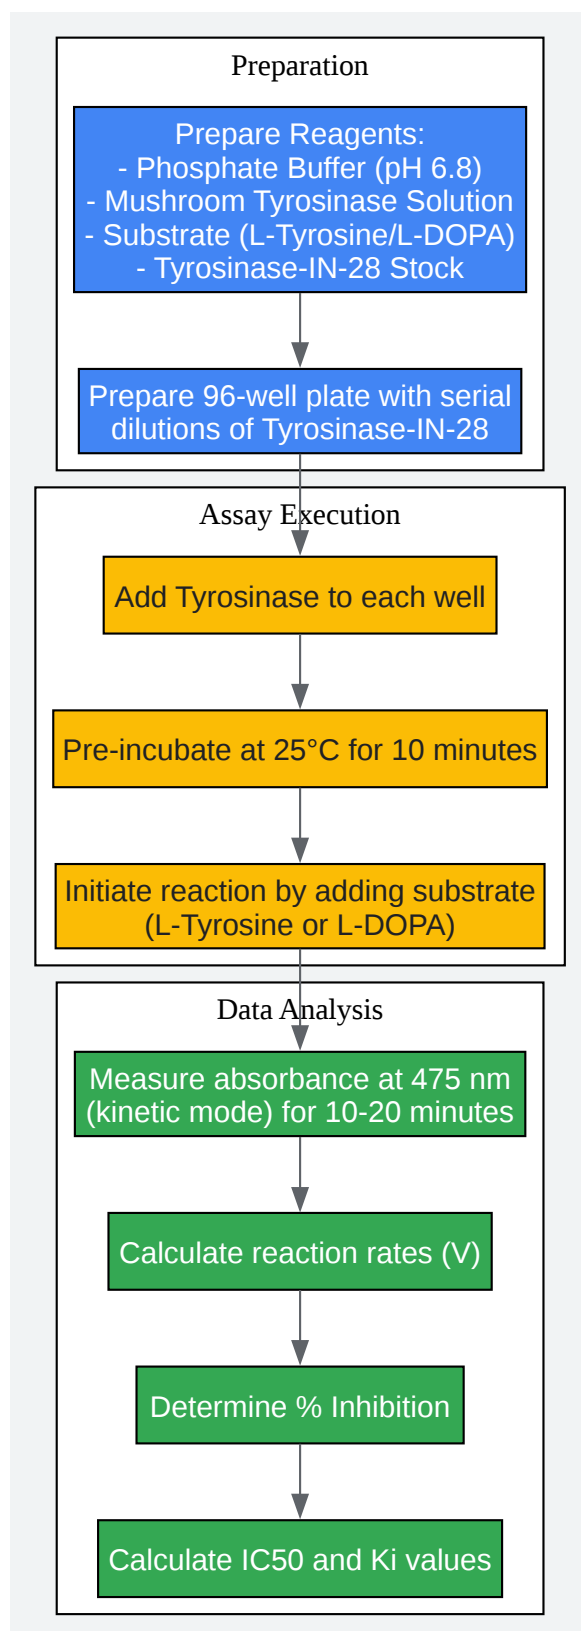 Preparation
Prepare Reagents:
- Phosphate Buffer (pH 6.8)
- Mushroom Tyrosinase Solution
- Substrate (L-Tyrosine/L-DOPA)
- Tyrosinase-IN-28 Stock
Prepare 96-well plate with serial
dilutions of Tyrosinase-IN-28
Assay Execution
Add Tyrosinase to each well
Pre-incubate at 25°C for 10 minutes
Initiate reaction by adding substrate
(L-Tyrosine or L-DOPA)
Data Analysis
Measure absorbance at 475 nm
(kinetic mode) for 10-20 minutes
Calculate reaction rates (V)
Determine % Inhibition
Calculate IC50 and Ki values